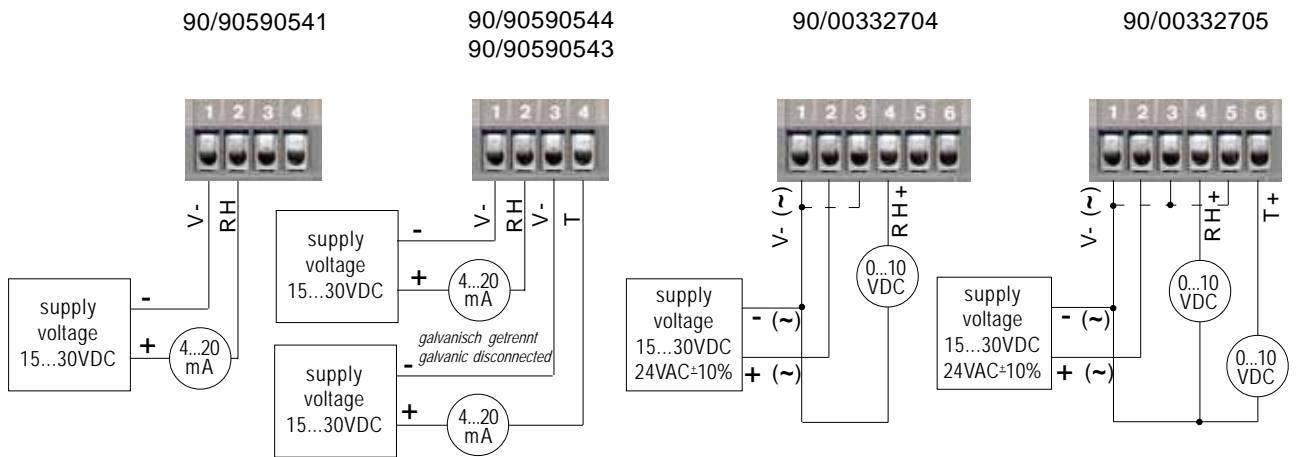 90/90590541
90/90590544
90/90590543
90/00332704
90/00332705
1 2 3 4
1 2 3 4
1 2 3 4 5 6
1 2 3 4 5 6
V-
RH
supply
voltage
15...30VDC
-
+
4...20
mA
V-
RH
V-
T
supply
voltage
15...30VDC
-
+
4...20
mA
galvanisch getrennt
galvanic disconnected
supply
voltage
15...30VDC
-
+
4...20
mA
V- (~)
RH+
0...10
VDC
supply
voltage
15...30VDC
24VAC±10%
- (~)
+ (~)
V- (~)
RH+
T+
0...10
VDC
supply
voltage
15...30VDC
24VAC±10%
- (~)
+ (~)
0...10
VDC